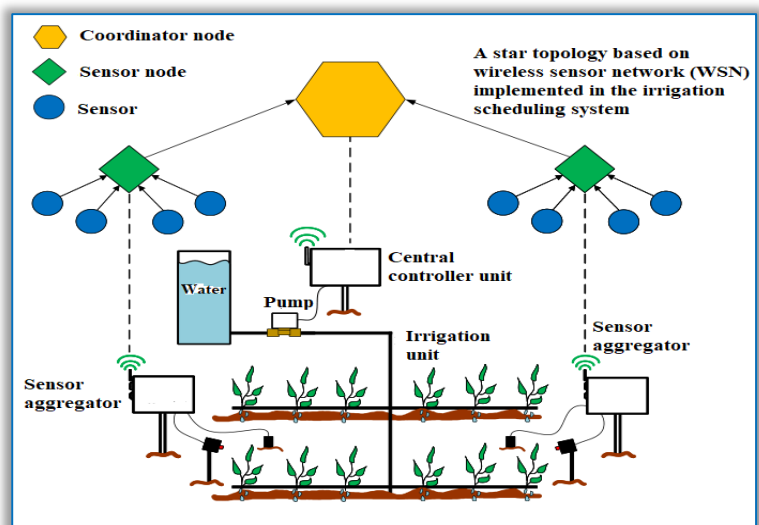 Coordinator node
Sensor node
Sensor
A star topology based on
wireless sensor network (WSN)
implemented in the irrigation
scheduling system
Central
controller unit
Water
Pump
Irrigation
unit
Sensor
aggregator
Sensor
aggregator